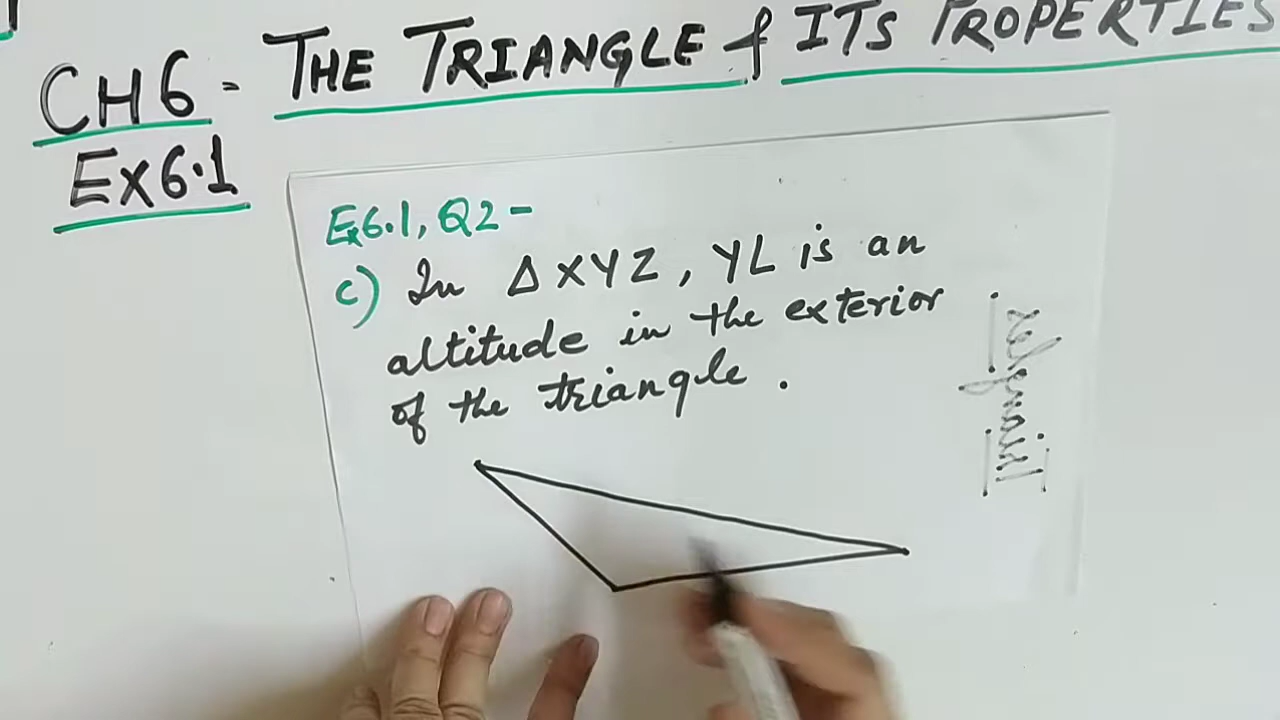 CH6 - THE TRIANGLE & ITS PROPERTIES
Ex6.1
Ex6.1, Q2 -
c) In Δ XYZ, YL is an
altitude in the exterior
of the triangle.